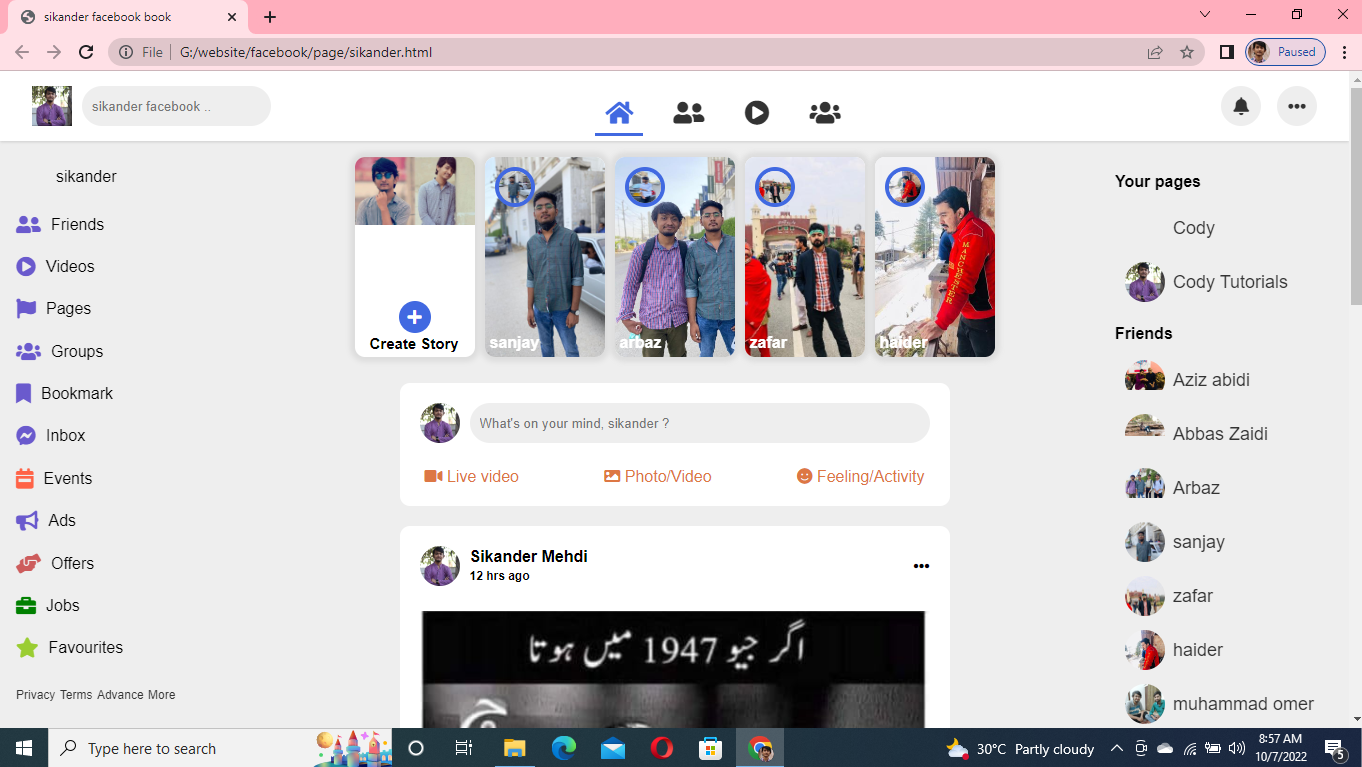 sikander facebook book
File
G:/website/facebook/page/sikander.html
Paused
sikander facebook ..
sikander
Friends
Videos
Pages
Groups
Bookmark
Inbox
Events
Ads
Offers
Jobs
Favourites
Privacy Terms Advance More
Create Story
sanjay
arbaz
zafar
haider
MANCHESTER
What's on your mind, sikander ?
Live video
Photo/Video
Feeling/Activity
Sikander Mehdi
12 hrs ago
اگر جیو 1947 میں ہوتا
Your pages
Cody
Cody Tutorials
Friends
Aziz abidi
Abbas Zaidi
Arbaz
sanjay
zafar
haider
muhammad omer
Type here to search
30°C Partly cloudy
8:57 AM
10/7/2022
5